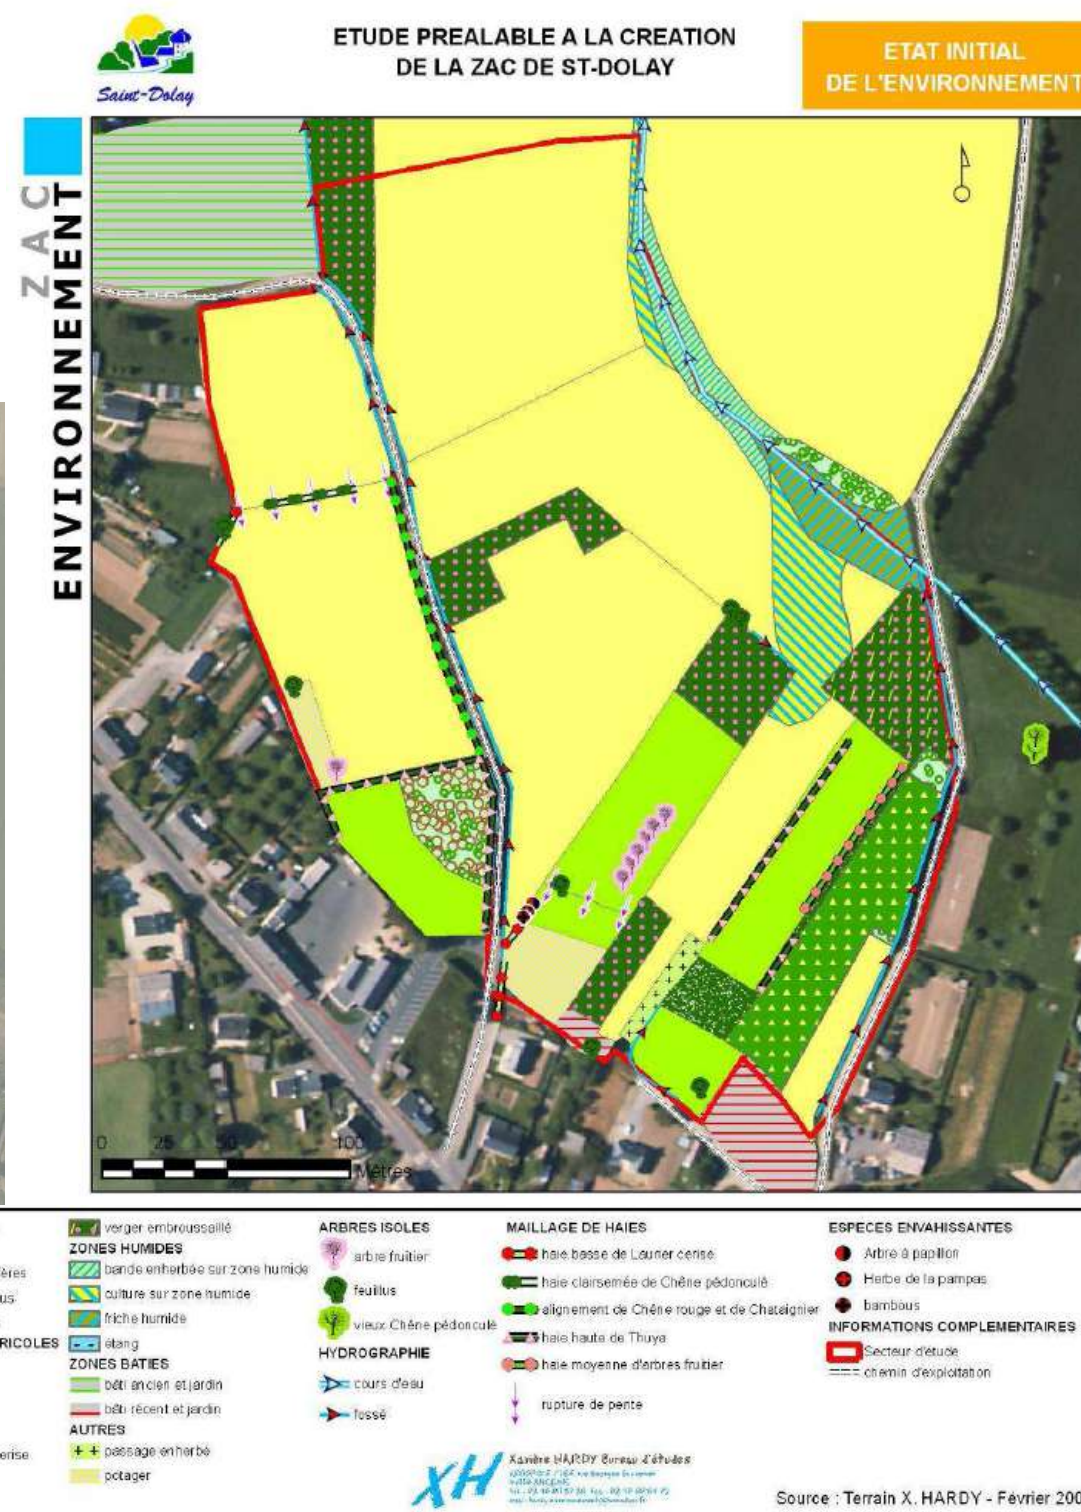 Saint-Dolay
ETUDE PREALABLE A LA CREATION
DE LA ZAC DE ST-DOLAY
ETAT INITIAL
DE L'ENVIRONNEMENT
ZAC
ENVIRONNEMENT
0 25 50 100
Mètres
ères
us
RICOLES
erise
verger embroussaillé
ZONES HUMIDES
bande enherbée sur zone humide
culture sur zone humide
friche humide
étang
ZONES BATIES
bâti ancien et jardin
bâti récent et jardin
AUTRES
passage enherbé
potager
ARBRES ISOLES
arbre fruitier
feuillus
vieux Chêne pédonculé
HYDROGRAPHIE
cours d'eau
fossé
MAILLAGE DE HAIES
haie basse de Laurier cerise
haie clairsemée de Chêne pédonculé
alignement de Chêne rouge et de Chataignier
haie haute de Thuya
haie moyenne d'arbres fruitier
rupture de pente
ESPECES ENVAHISSANTES
Arbre à papillon
Herbe de la pampas
bambous
INFORMATIONS COMPLEMENTAIRES
Secteur d'étude
chemin d'exploitation
XH
Xavière HARDY Bureau d'études
Source : Terrain X. HARDY - Février 200